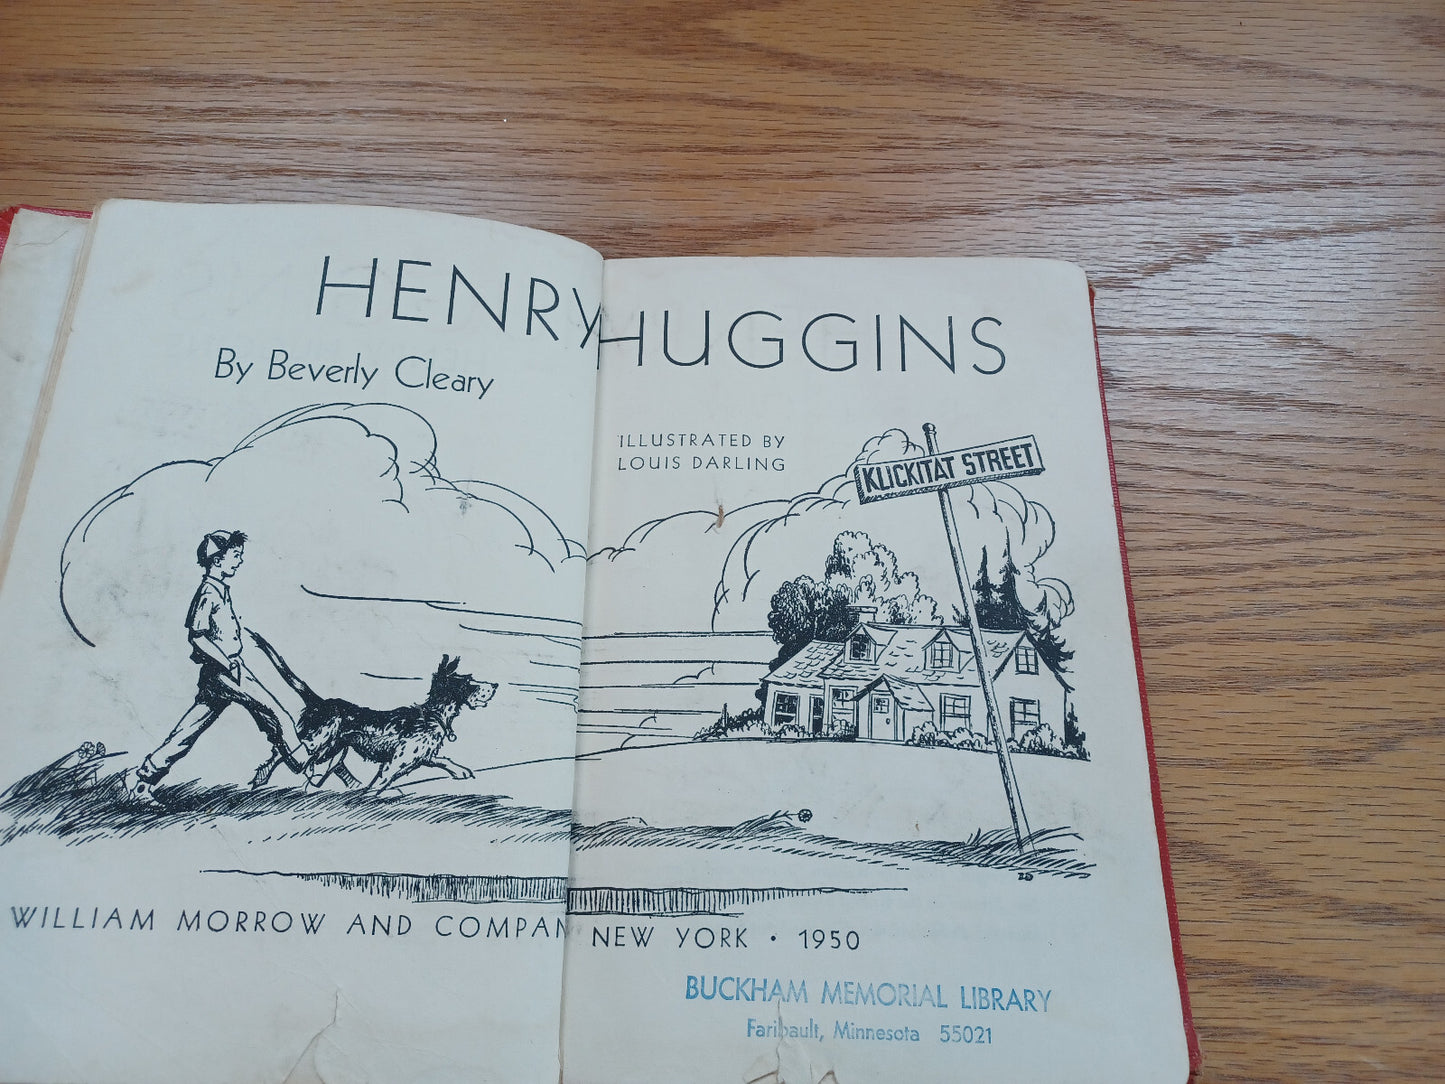 HENRY HUGGINS
By Beverly Cleary
ILLUSTRATED BY
LOUIS DARLING
KLICKITAT STREET
LD
WILLIAM MORROW AND COMPAN NEW YORK • 1950
BUCKHAM MEMORIAL LIBRARY
Faribault, Minnesota 55021